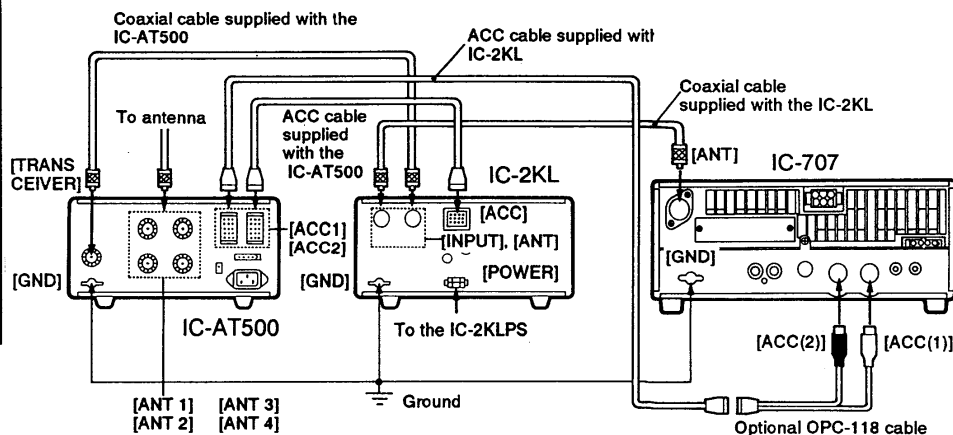 Coaxial cable supplied with the
IC-AT500
ACC cable supplied with
IC-2KL
Coaxial cable
supplied with the IC-2KL
To antenna
ACC cable
supplied
with the
IC-AT500
[TRANS
CEIVER]
[ANT]
IC-707
IC-2KL
[ACC1]
[ACC2]
[ACC]
[INPUT], [ANT]
[GND]
[GND]
[POWER]
[GND]
IC-AT500
To the IC-2KLPS
[ACC(2)]
[ACC(1)]
[ANT 1]
[ANT 2]
[ANT 3]
[ANT 4]
Ground
Optional OPC-118 cable